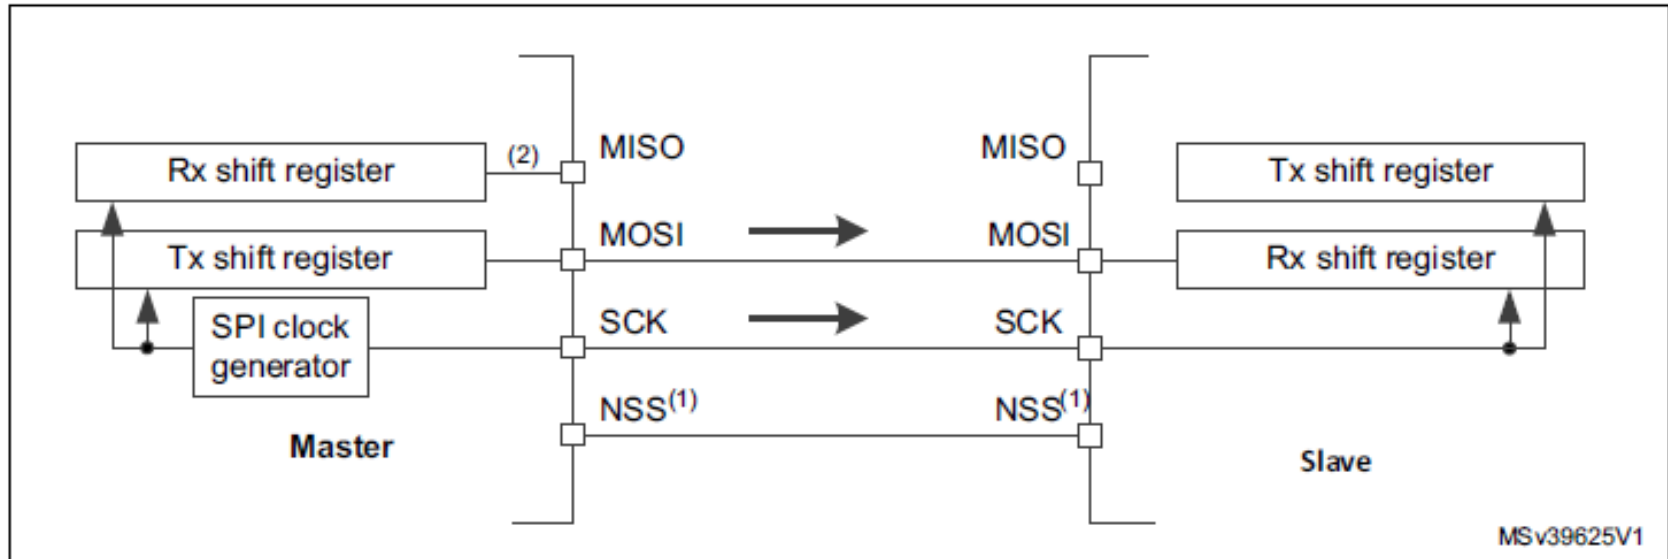 Rx shift register
(2)
MISO
MISO
Tx shift register
Tx shift register
MOSI
MOSI
Rx shift register
SPI clock
generator
SCK
SCK
NSS(1)
NSS(1)
Master
Slave
MSv39625V1